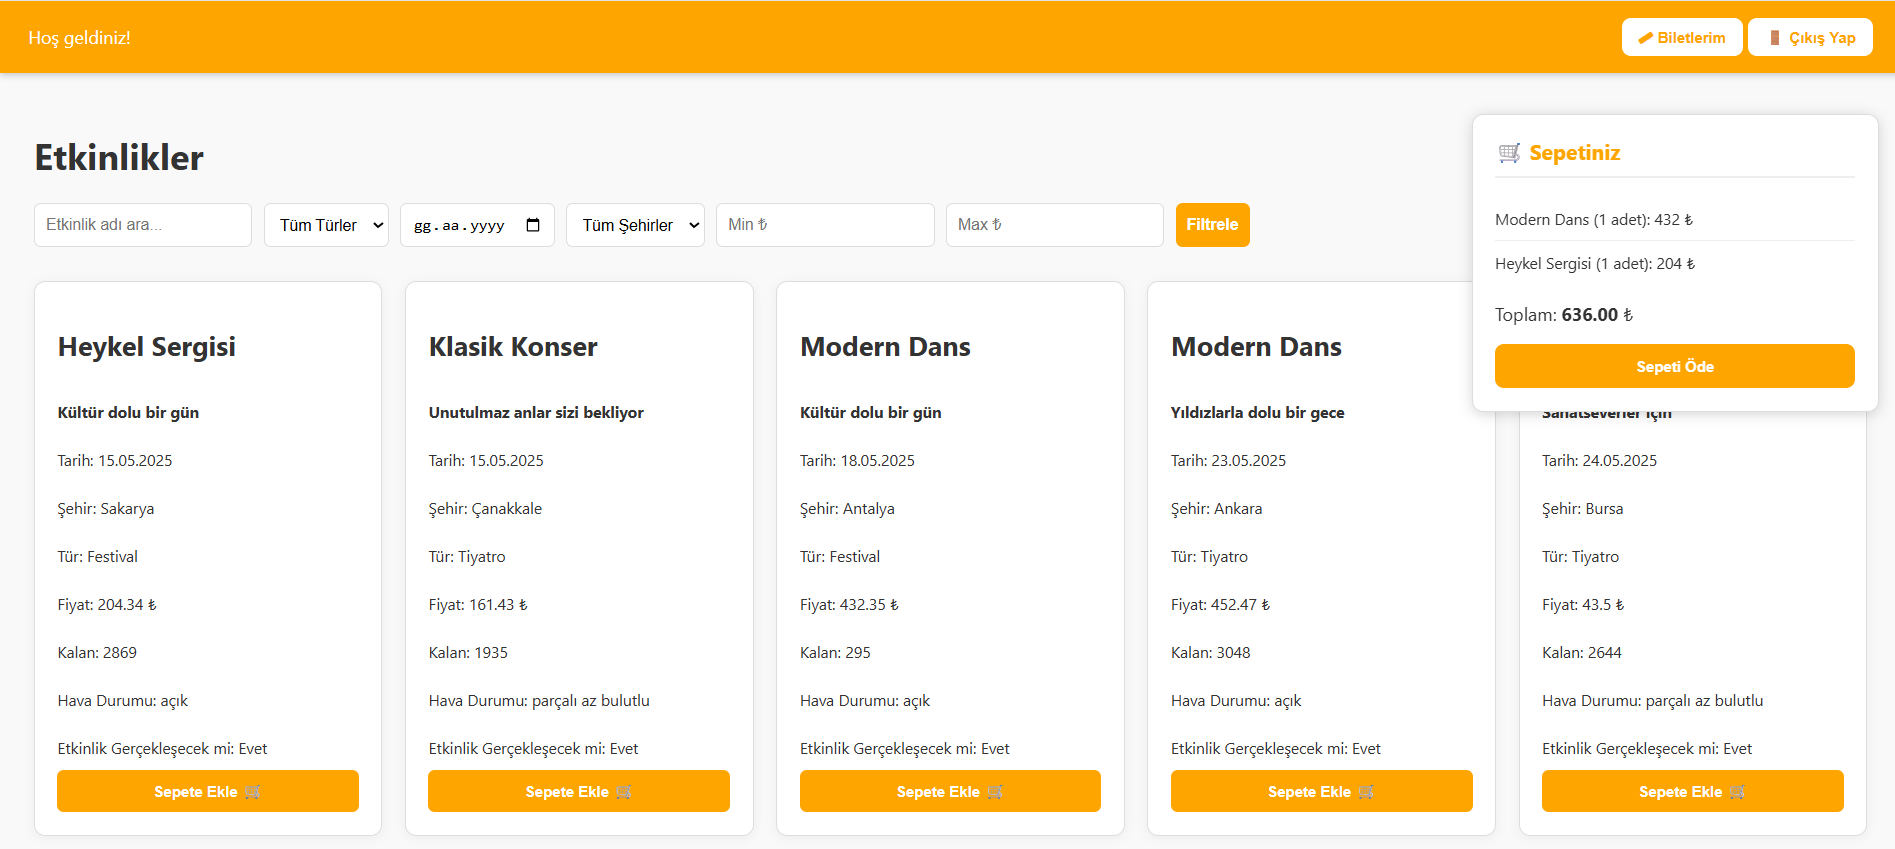 Hoş geldiniz!
Biletlerim
Çıkış Yap
Etkinlikler
Etkinlik adı ara...
Tüm Türler
gg.aa.yyyy
Tüm Şehirler
Min ₺
Max ₺
Filtrele
Sepetiniz
Modern Dans (1 adet): 432 ₺
Heykel Sergisi (1 adet): 204 ₺
Toplam: 636.00 ₺
Sepeti Öde
Heykel Sergisi
Kültür dolu bir gün
Tarih: 15.05.2025
Şehir: Sakarya
Tür: Festival
Fiyat: 204.34 ₺
Kalan: 2869
Hava Durumu: açık
Etkinlik Gerçekleşecek mi: Evet
Sepete Ekle
Klasik Konser
Unutulmaz anlar sizi bekliyor
Tarih: 15.05.2025
Şehir: Çanakkale
Tür: Tiyatro
Fiyat: 161.43 ₺
Kalan: 1935
Hava Durumu: parçalı az bulutlu
Etkinlik Gerçekleşecek mi: Evet
Sepete Ekle
Modern Dans
Kültür dolu bir gün
Tarih: 18.05.2025
Şehir: Antalya
Tür: Festival
Fiyat: 432.35 ₺
Kalan: 295
Hava Durumu: açık
Etkinlik Gerçekleşecek mi: Evet
Sepete Ekle
Modern Dans
Yıldızlarla dolu bir gece
Tarih: 23.05.2025
Şehir: Ankara
Tür: Tiyatro
Fiyat: 452.47 ₺
Kalan: 3048
Hava Durumu: açık
Etkinlik Gerçekleşecek mi: Evet
Sepete Ekle
Sanatseverler için
Tarih: 24.05.2025
Şehir: Bursa
Tür: Tiyatro
Fiyat: 43.5 ₺
Kalan: 2644
Hava Durumu: parçalı az bulutlu
Etkinlik Gerçekleşecek mi: Evet
Sepete Ekle